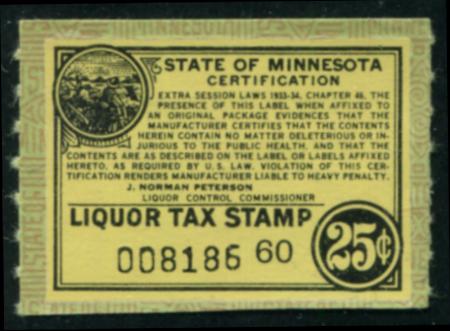 STATE OF MINNESOTA
CERTIFICATION
EXTRA SESSION LAWS 1933-34, CHAPTER 46, THE
PRESENCE OF THIS LABEL WHEN AFFIXED TO
AN ORIGINAL PACKAGE EVIDENCES THAT THE
MANUFACTURER CERTIFIES THAT THE CONTENTS
HEREIN CONTAIN NO MATTER DELETERIOUS OR IN-
JURIOUS TO THE PUBLIC HEALTH, AND THAT THE
CONTENTS ARE AS DESCRIBED ON THE LABEL OR LABELS AFFIXED
HERETO, AS REQUIRED BY U.S. LAW. VIOLATION OF THIS CER-
TIFICATION RENDERS MANUFACTURER LIABLE TO HEAVY PENALTY.
J. NORMAN PETERSON
LIQUOR CONTROL COMMISSIONER
LIQUOR TAX STAMP
25¢
008186 60